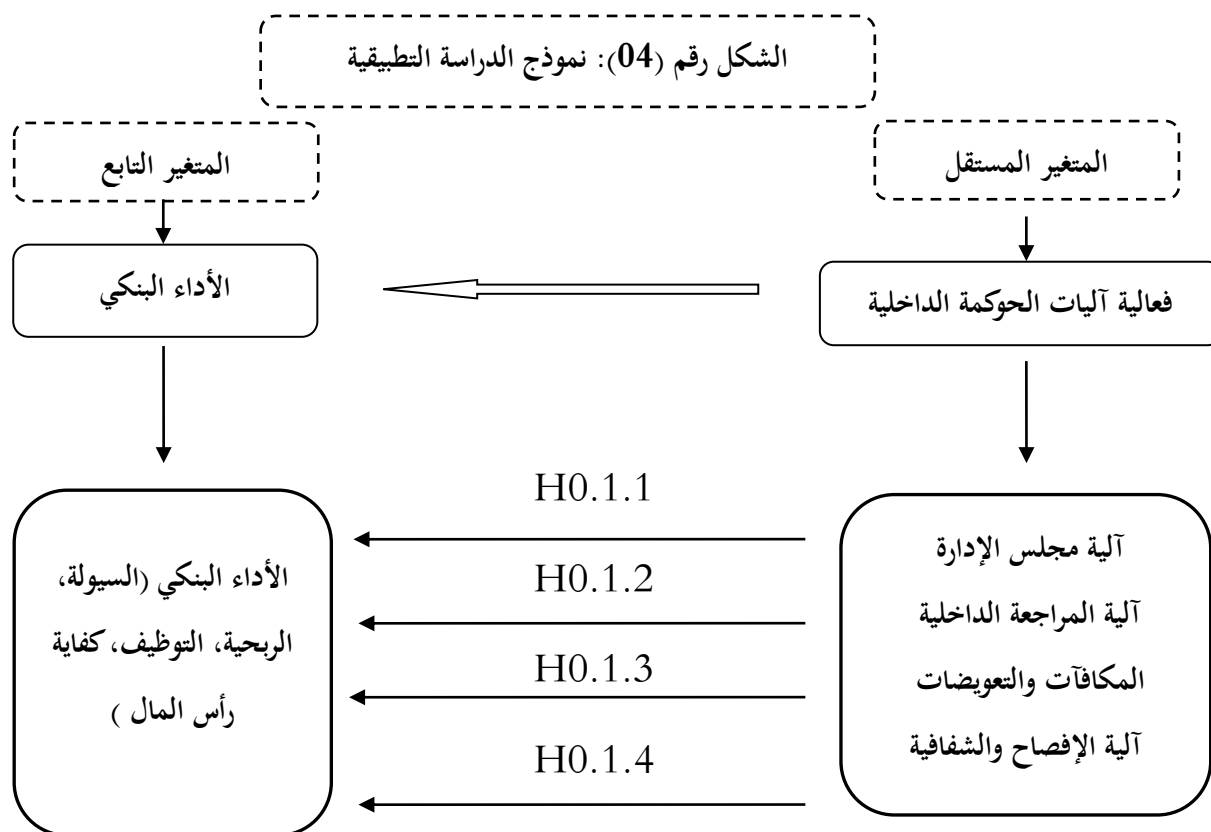 الشكل رقم (04): نموذج الدراسة التطبيقية
المتغير المستقل
المتغير التابع
فعالية آليات الحوكمة الداخلية
الأداء البنكي
آلية مجلس الإدارة
آلية المراجعة الداخلية
المكافآت والتعويضات
آلية الإفصاح والشفافية
H0.1.1
H0.1.2
H0.1.3
H0.1.4
الأداء البنكي (السيولة،
الربحية، التوظيف، كفاية
رأس المال )